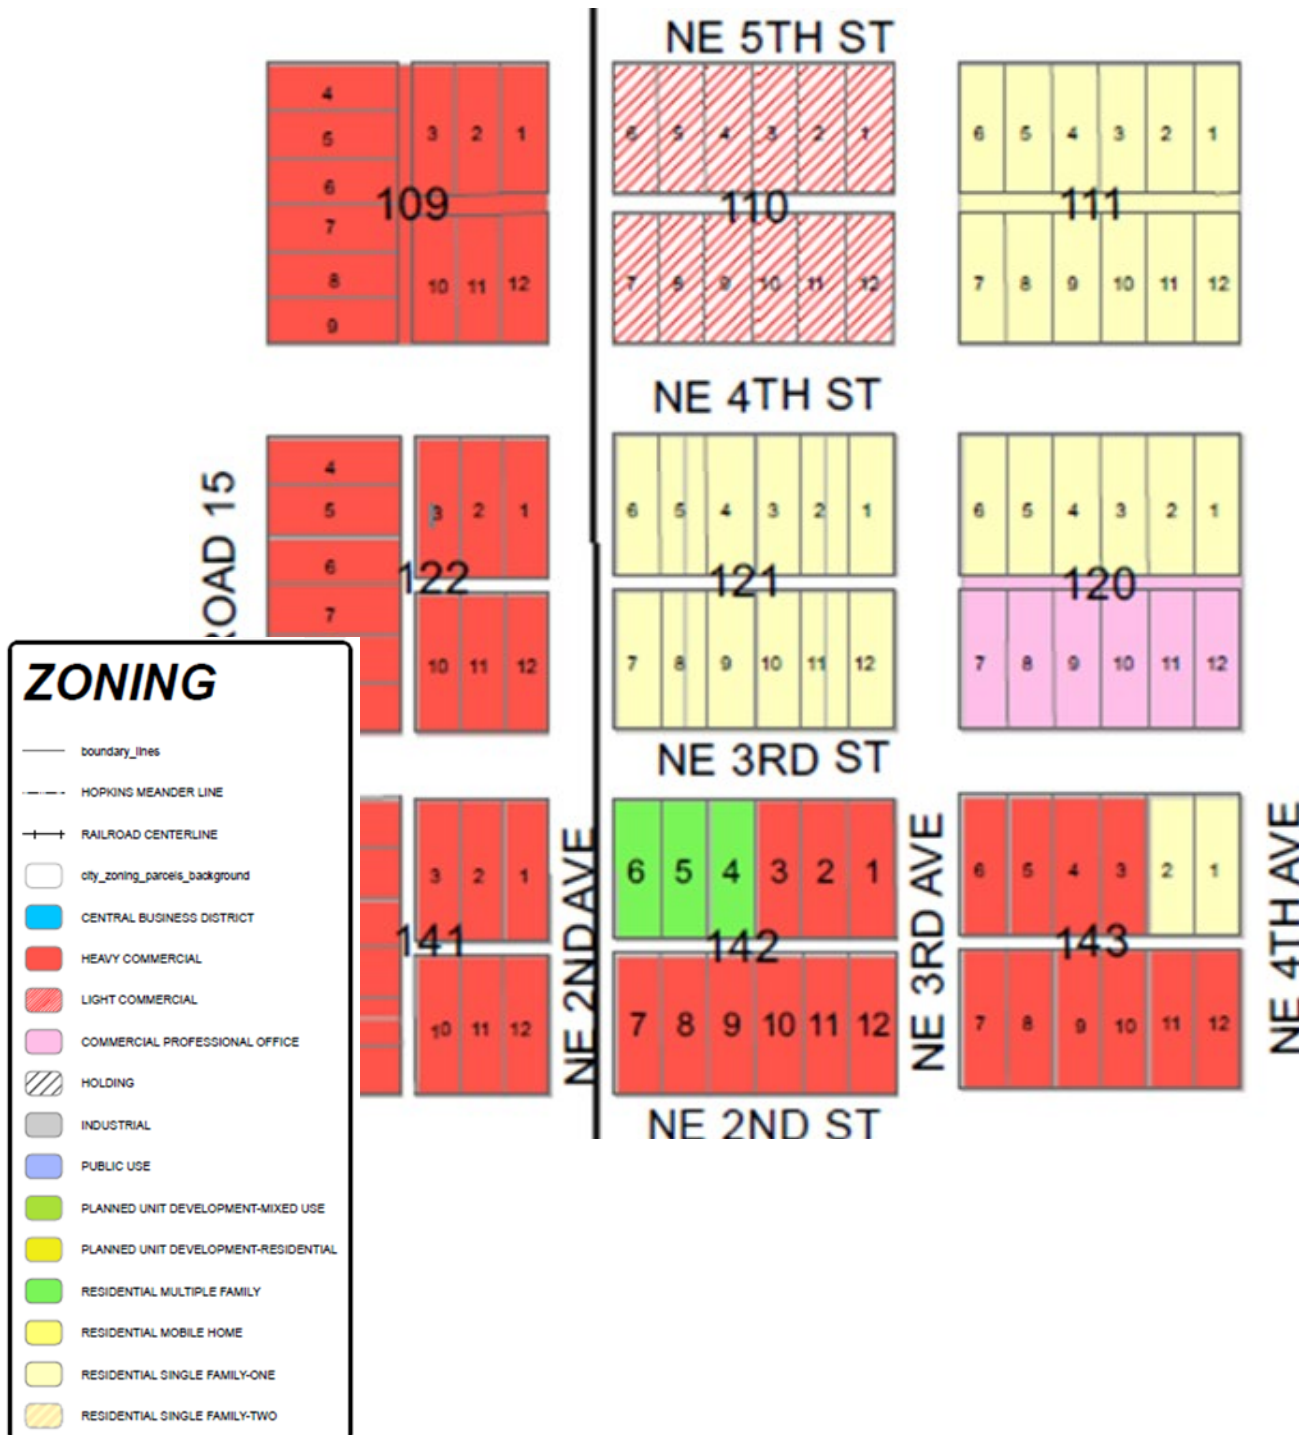 NE 5TH ST
4
5
6
7
8
9
3 2 1
109
10 11 12
6 5 4 3 2 1
110
7 8 9 10 11 12
6 5 4 3 2 1
111
7 8 9 10 11 12
NE 4TH ST
ROAD 15
4
5
6
7
3 2 1
122
10 11 12
6 5 4 3 2 1
121
7 8 9 10 11 12
6 5 4 3 2 1
120
7 8 9 10 11 12
NE 3RD ST
3 2 1
141
10 11 12
NE 2ND AVE
6 5 4 3 2 1
142
7 8 9 10 11 12
NE 3RD AVE
6 5 4 3 2 1
143
7 8 9 10 11 12
NE 4TH AVE
NE 2ND ST
ZONING
boundary_lines
HOPKINS MEANDER LINE
RAILROAD CENTERLINE
city_zoning_parcels_background
CENTRAL BUSINESS DISTRICT
HEAVY COMMERCIAL
LIGHT COMMERCIAL
COMMERCIAL PROFESSIONAL OFFICE
HOLDING
INDUSTRIAL
PUBLIC USE
PLANNED UNIT DEVELOPMENT-MIXED USE
PLANNED UNIT DEVELOPMENT-RESIDENTIAL
RESIDENTIAL MULTIPLE FAMILY
RESIDENTIAL MOBILE HOME
RESIDENTIAL SINGLE FAMILY-ONE
RESIDENTIAL SINGLE FAMILY-TWO